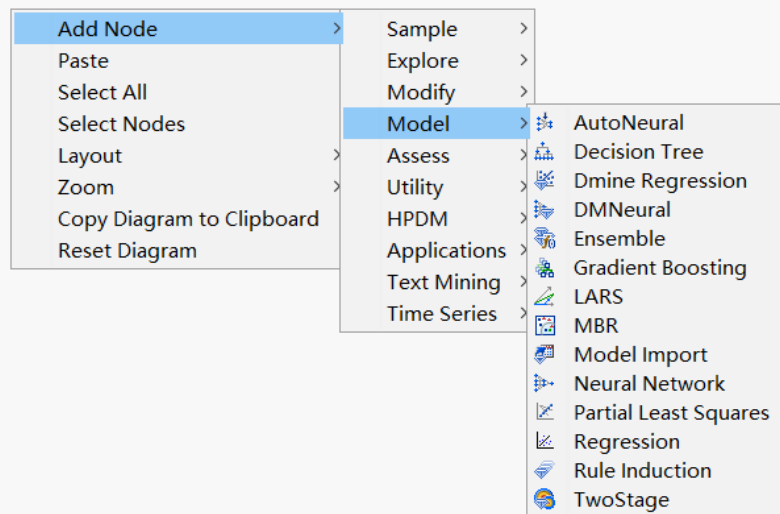 Add Node
Paste
Select All
Select Nodes
Layout
Zoom
Copy Diagram to Clipboard
Reset Diagram
Sample
Explore
Modify
Model
Assess
Utility
HPDM
Applications
Text Mining
Time Series
AutoNeural
Decision Tree
Dmine Regression
DMNeural
Ensemble
Gradient Boosting
LARS
MBR
Model Import
Neural Network
Partial Least Squares
Regression
Rule Induction
TwoStage